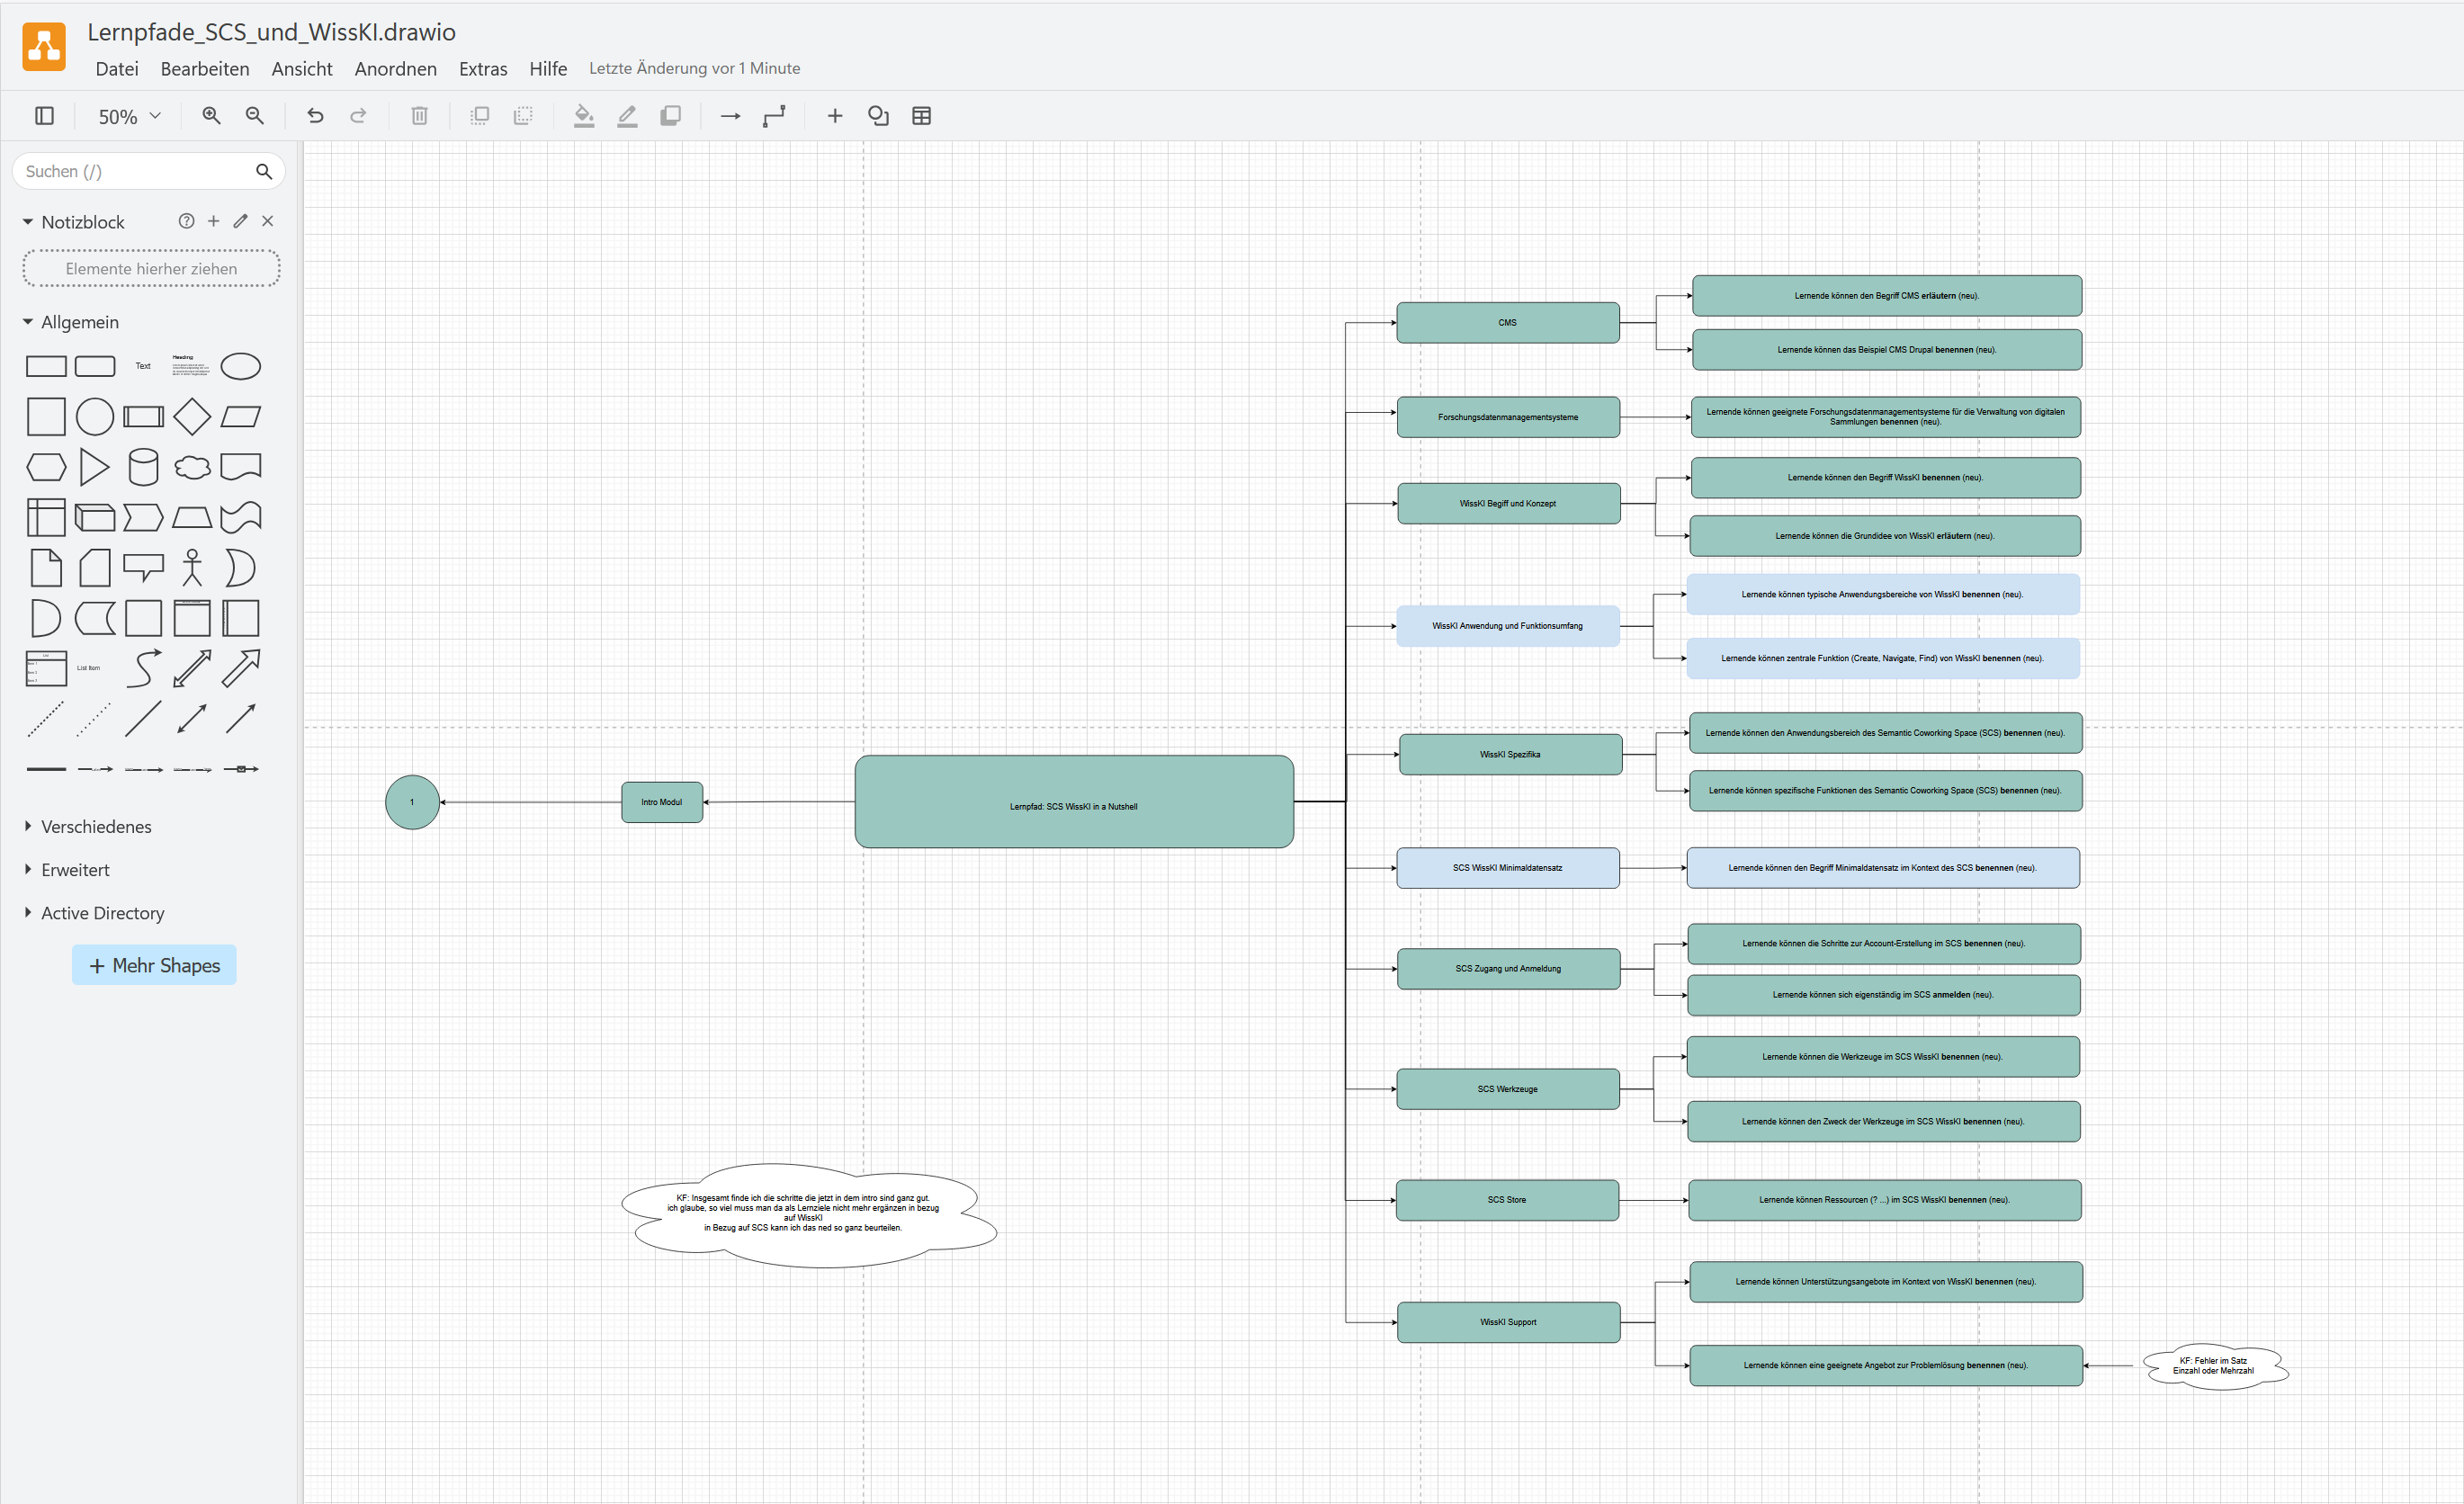 Lernpfade_SCS_und_WissKI.drawio
Datei Bearbeiten Ansicht Anordnen Extras Hilfe Letzte Änderung vor 1 Minute
50%
Suchen (/)
Notizblock
Elemente hierher ziehen
Allgemein
Text
Heading
List Item
Verschiedenes
Erweitert
Active Directory
+ Mehr Shapes
1
Intro Modul
Lernpfad: SCS WissKI in a Nutshell
CMS
Lernende können den Begriff CMS erläutern (neu).
Lernende können das Beispiel CMS Drupal benennen (neu).
Forschungsdatenmanagementsysteme
Lernende können geeignete Forschungsdatenmanagementsysteme für die Verwaltung von digitalen
Sammlungen benennen (neu).
WissKI Begiff und Konzept
Lernende können den Begriff WissKI benennen (neu).
Lernende können die Grundidee von WissKI erläutern (neu).
WissKI Anwendung und Funktionsumfang
Lernende können typische Anwendungsbereiche von WissKI benennen (neu).
Lernende können zentrale Funktion (Create, Navigate, Find) von WissKI benennen (neu).
WissKI Spezifika
Lernende können den Anwendungsbereich des Semantic Coworking Space (SCS) benennen (neu).
Lernende können spezifische Funktionen des Semantic Coworking Space (SCS) benennen (neu).
SCS WissKI Minimaldatensatz
Lernende können den Begriff Minimaldatensatz im Kontext des SCS benennen (neu).
SCS Zugang und Anmeldung
Lernende können die Schritte zur Account-Erstellung im SCS benennen (neu).
Lernende können sich eigenständig im SCS anmelden (neu).
SCS Werkzeuge
Lernende können die Werkzeuge im SCS WissKI benennen (neu).
Lernende können den Zweck der Werkzeuge im SCS WissKI benennen (neu).
SCS Store
Lernende können Ressourcen (? ...) im SCS WissKI benennen (neu).
WissKI Support
Lernende können Unterstützungsangebote im Kontext von WissKI benennen (neu).
Lernende können eine geeignete Angebot zur Problemlösung benennen (neu).
KF: Insgesamt finde ich die schritte die jetzt in dem intro sind ganz gut.
ich glaube, so viel muss man da als Lernziele nicht mehr ergänzen in bezug
auf WissKI
in Bezug auf SCS kann ich das ned so ganz beurteilen.
KF: Fehler im Satz
Einzahl oder Mehrzahl